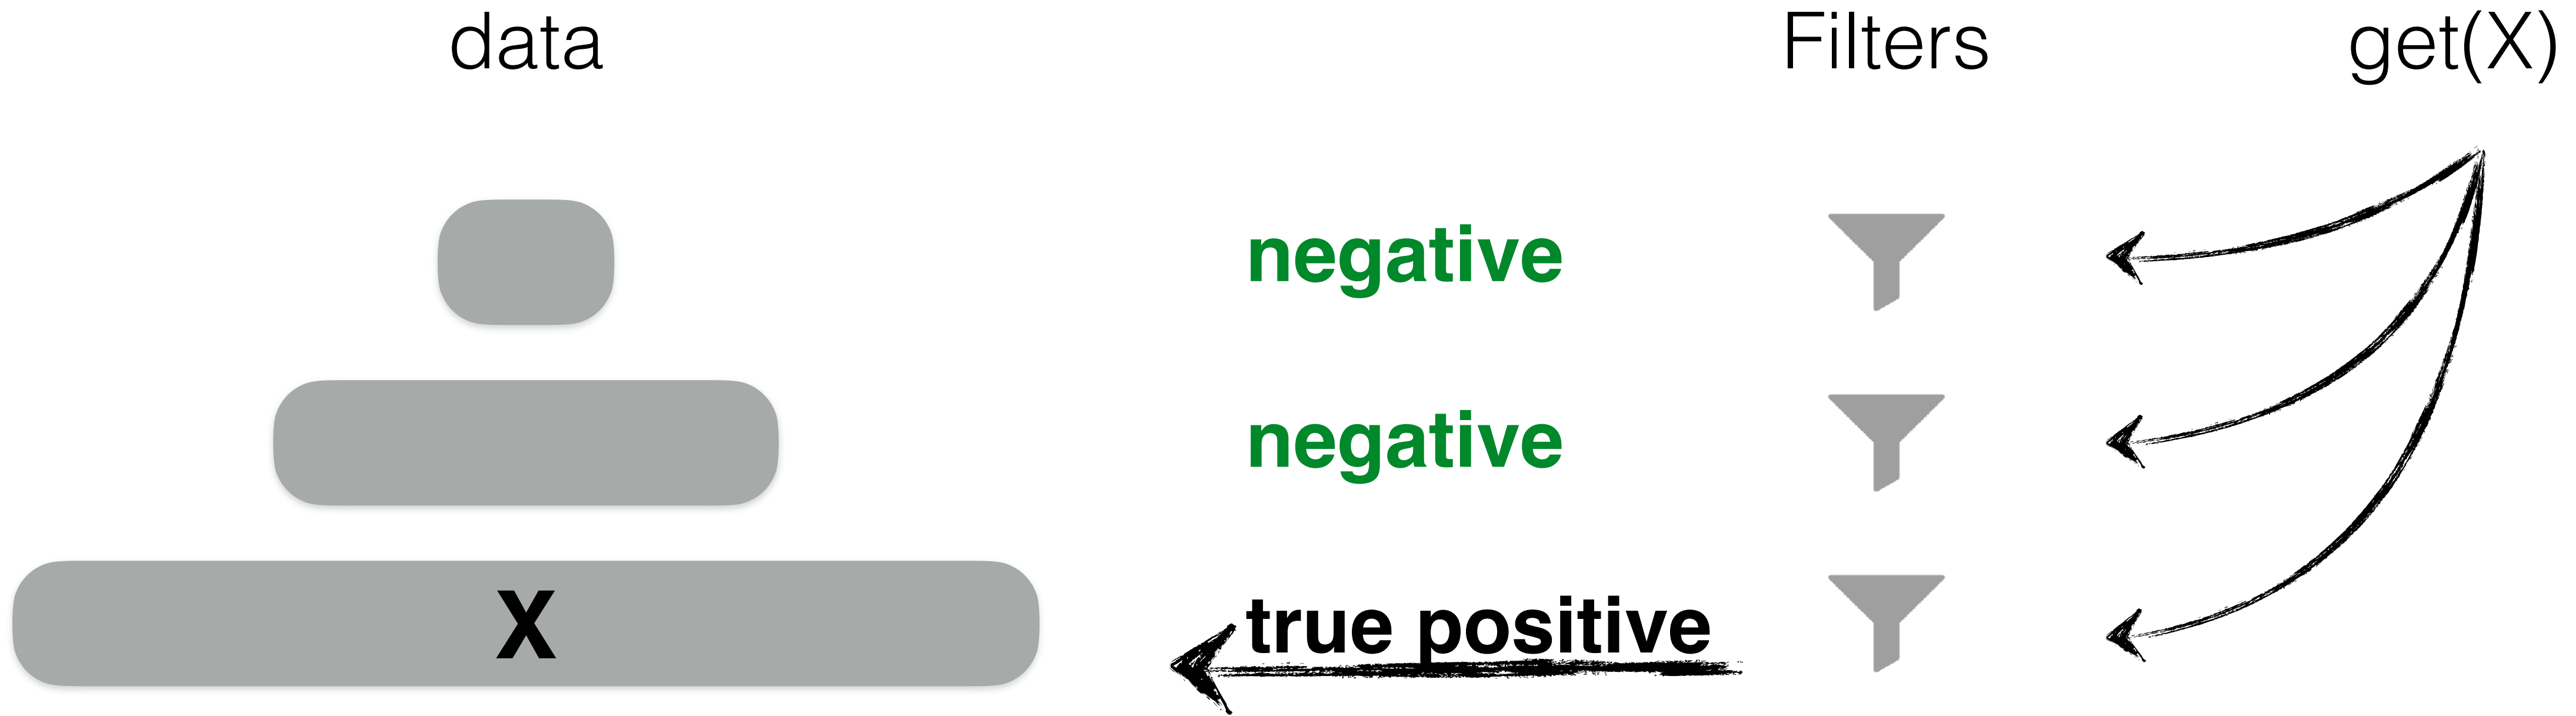 data Filters get(X)
negative
negative
X true positive